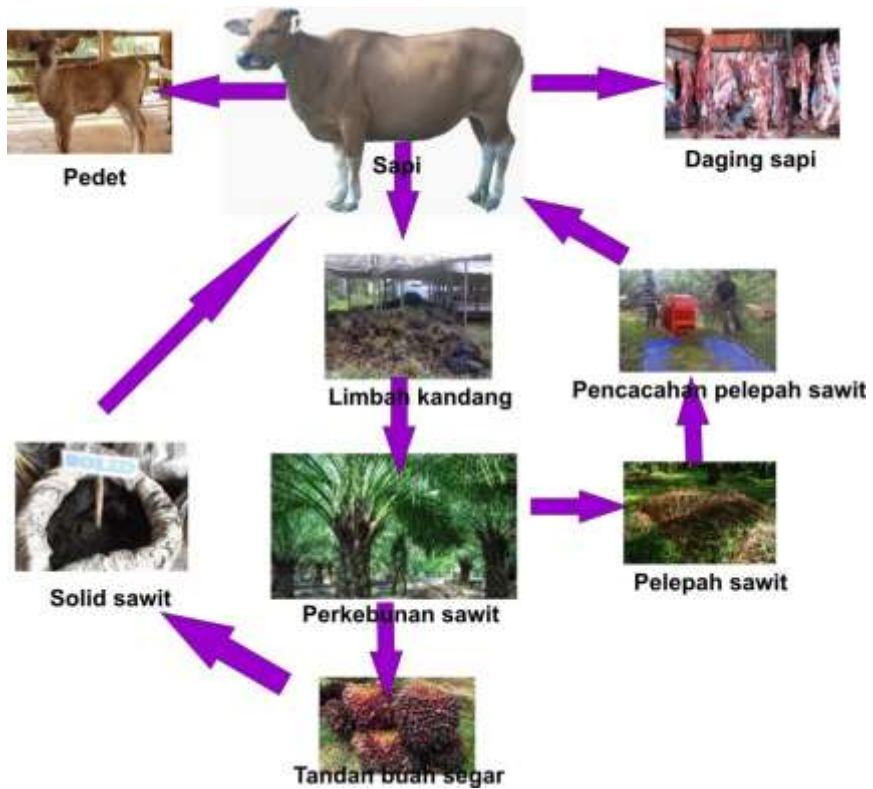 Pedet
Sapi
Daging sapi
Limbah kandang
Pencacahan pelepah sawit
SOLID
Solid sawit
Perkebunan sawit
Pelepah sawit
Tandan buah segar